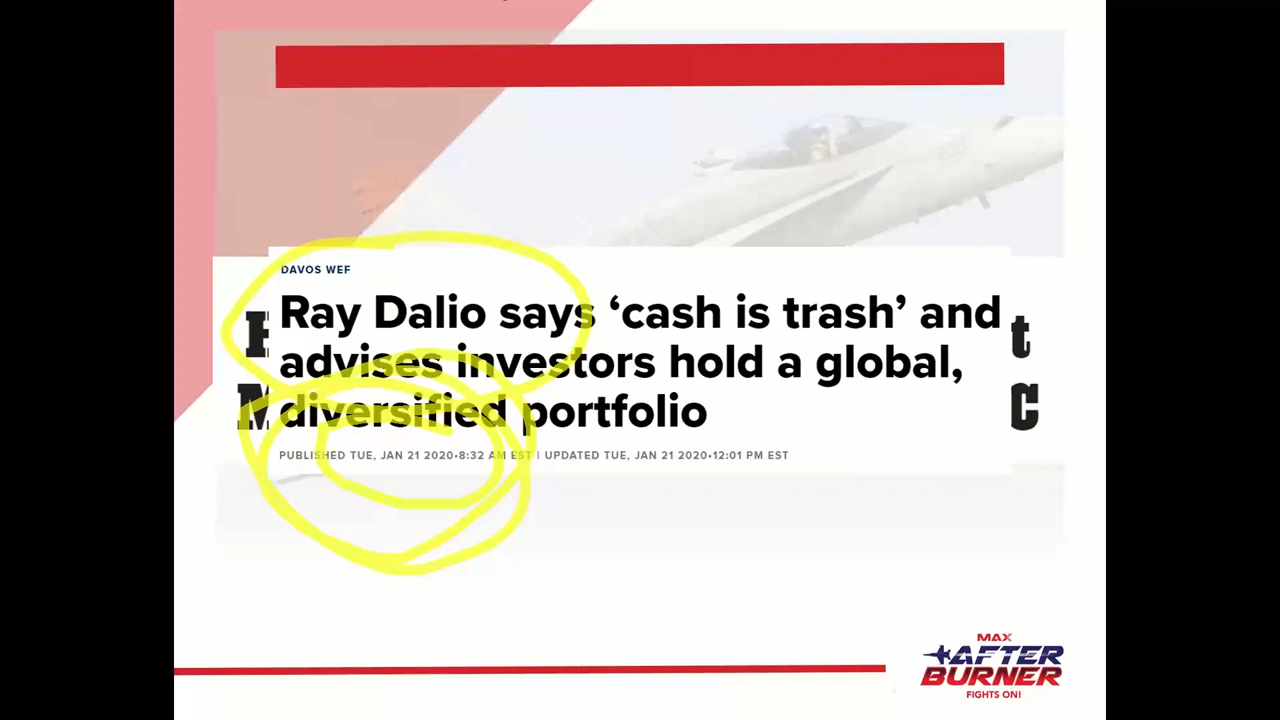 DAVOS WEF
Ray Dalio says ‘cash is trash’ and
advises investors hold a global,
diversified portfolio
PUBLISHED TUE, JAN 21 2020•8:32 AM EST | UPDATED TUE, JAN 21 2020•12:01 PM EST
t
C
MAX
AFTER
BURNER
FIGHTS ON!